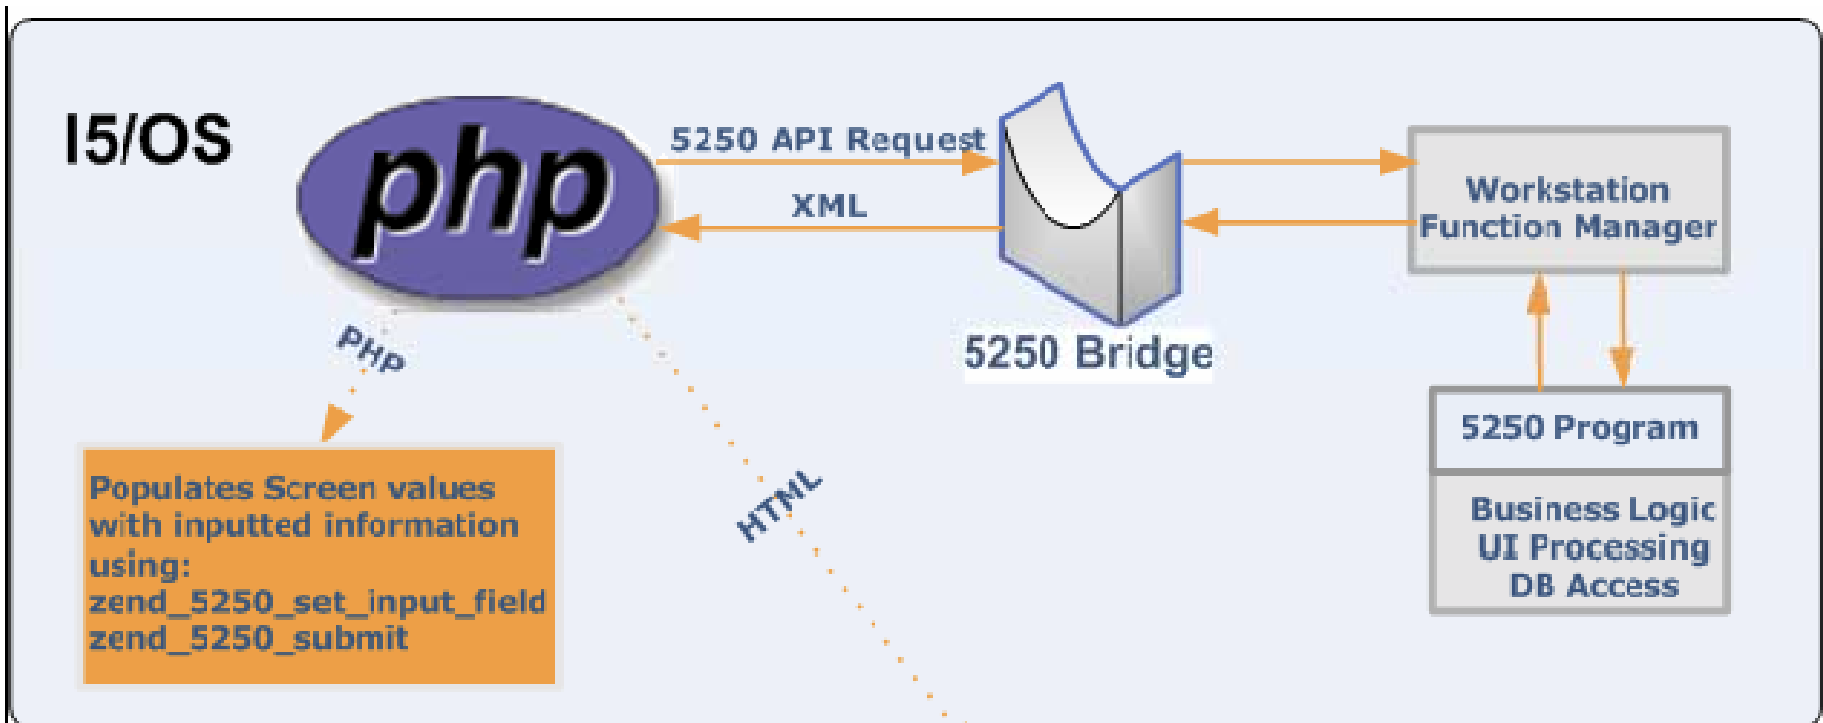 I5/OS
php
5250 API Request
XML
Workstation
Function Manager
5250 Bridge
PHP
HTML
5250 Program
Business Logic
UI Processing
DB Access
Populates Screen values
with inputted information
using:
zend_5250_set_input_field
zend_5250_submit